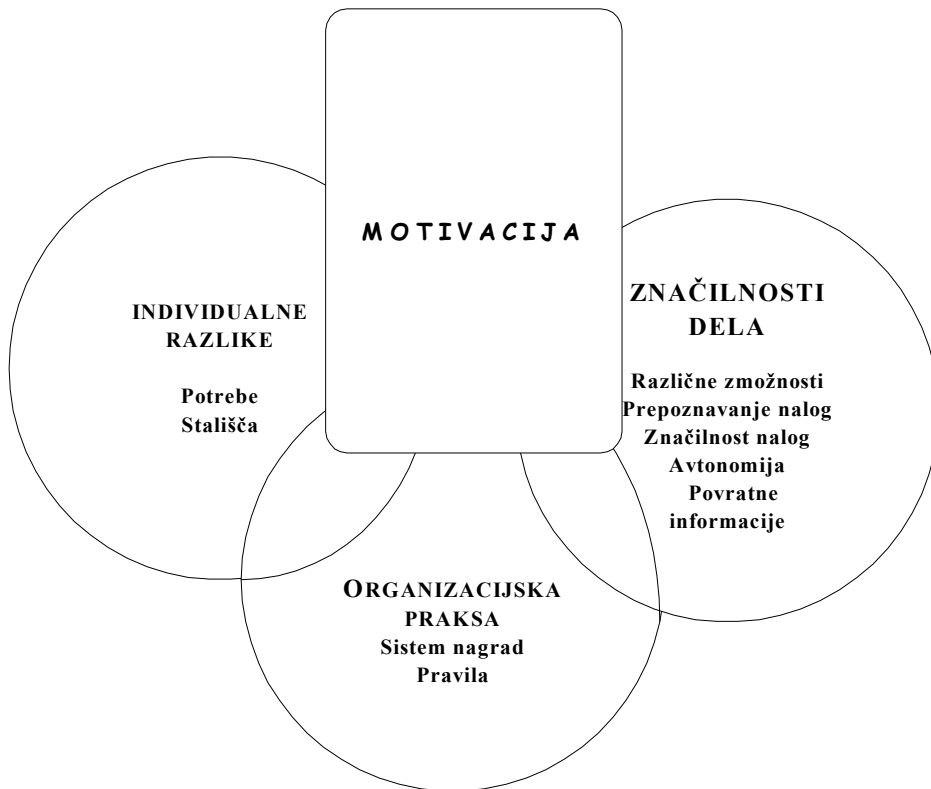 MOTIVACIJA
INDIVIDUALNE
RAZLIKE
Potrebe
Stališča
ZNAČILNOSTI
DELA
Različne zmožnosti
Prepoznavanje nalog
Značilnost nalog
Avtonomija
Povratne
informacije
ORGANIZACIJSKA
PRAKSA
Sistem nagrad
Pravila